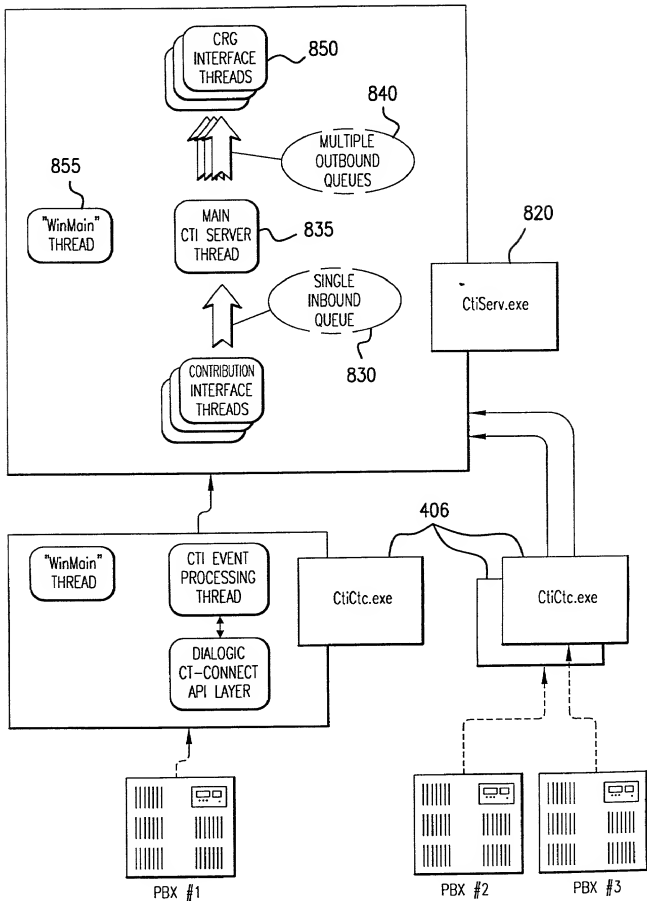 CRG
INTERFACE
THREADS
850
840
MULTIPLE
OUTBOUND
QUEUES
855
"WinMain"
THREAD
MAIN
CTI SERVER
THREAD
835
820
SINGLE
INBOUND
QUEUE
CtiServ.exe
830
CONTRIBUTION
INTERFACE
THREADS
406
"WinMain"
THREAD
CTI EVENT
PROCESSING
THREAD
CtiCtc.exe
CtiCtc.exe
DIALOGIC
CT-CONNECT
API LAYER
PBX #1
PBX #2
PBX #3